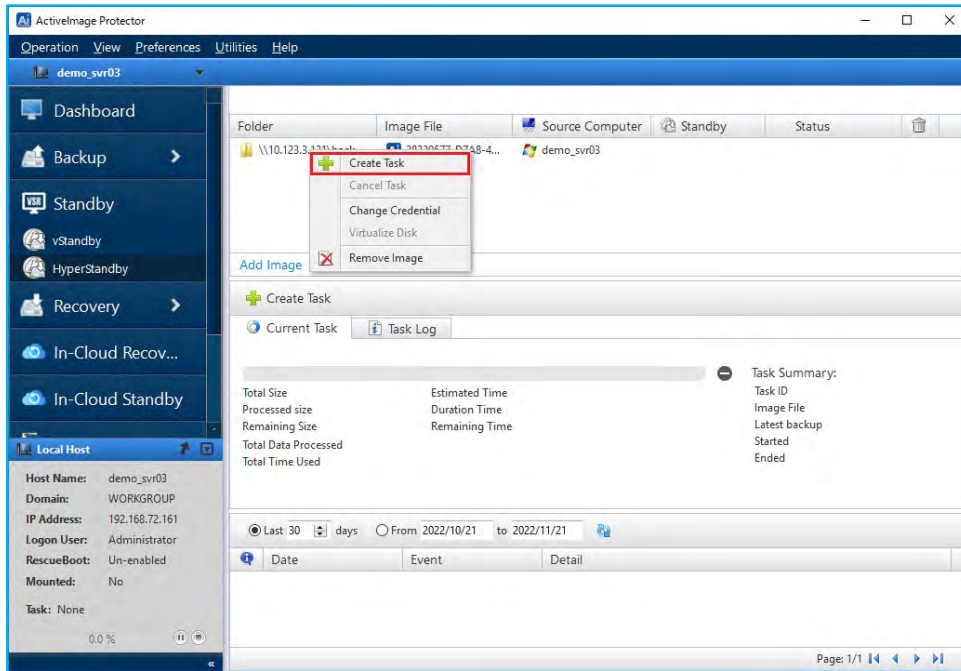 ActiveImage Protector
Operation View Preferences Utilities Help
demo_svr03
Dashboard
Backup
Standby
vStandby
HyperStandby
Recovery
In-Cloud Recov...
In-Cloud Standby
Local Host
Host Name: demo_svr03
Domain: WORKGROUP
IP Address: 192.168.72.161
Logon User: Administrator
RescueBoot: Un-enabled
Mounted: No
Task: None
0.0 %
Folder Image File Source Computer Standby Status
demo_svr03
Create Task
Cancel Task
Change Credential
Virtualize Disk
Remove Image
Add Image
Create Task
Current Task Task Log
Total Size Estimated Time
Processed size Duration Time
Remaining Size Remaining Time
Total Data Processed
Total Time Used
Task Summary:
Task ID
Image File
Latest backup
Started
Ended
Last 30 days From 2022/10/21 to 2022/11/21
Date Event Detail
Page: 1/1